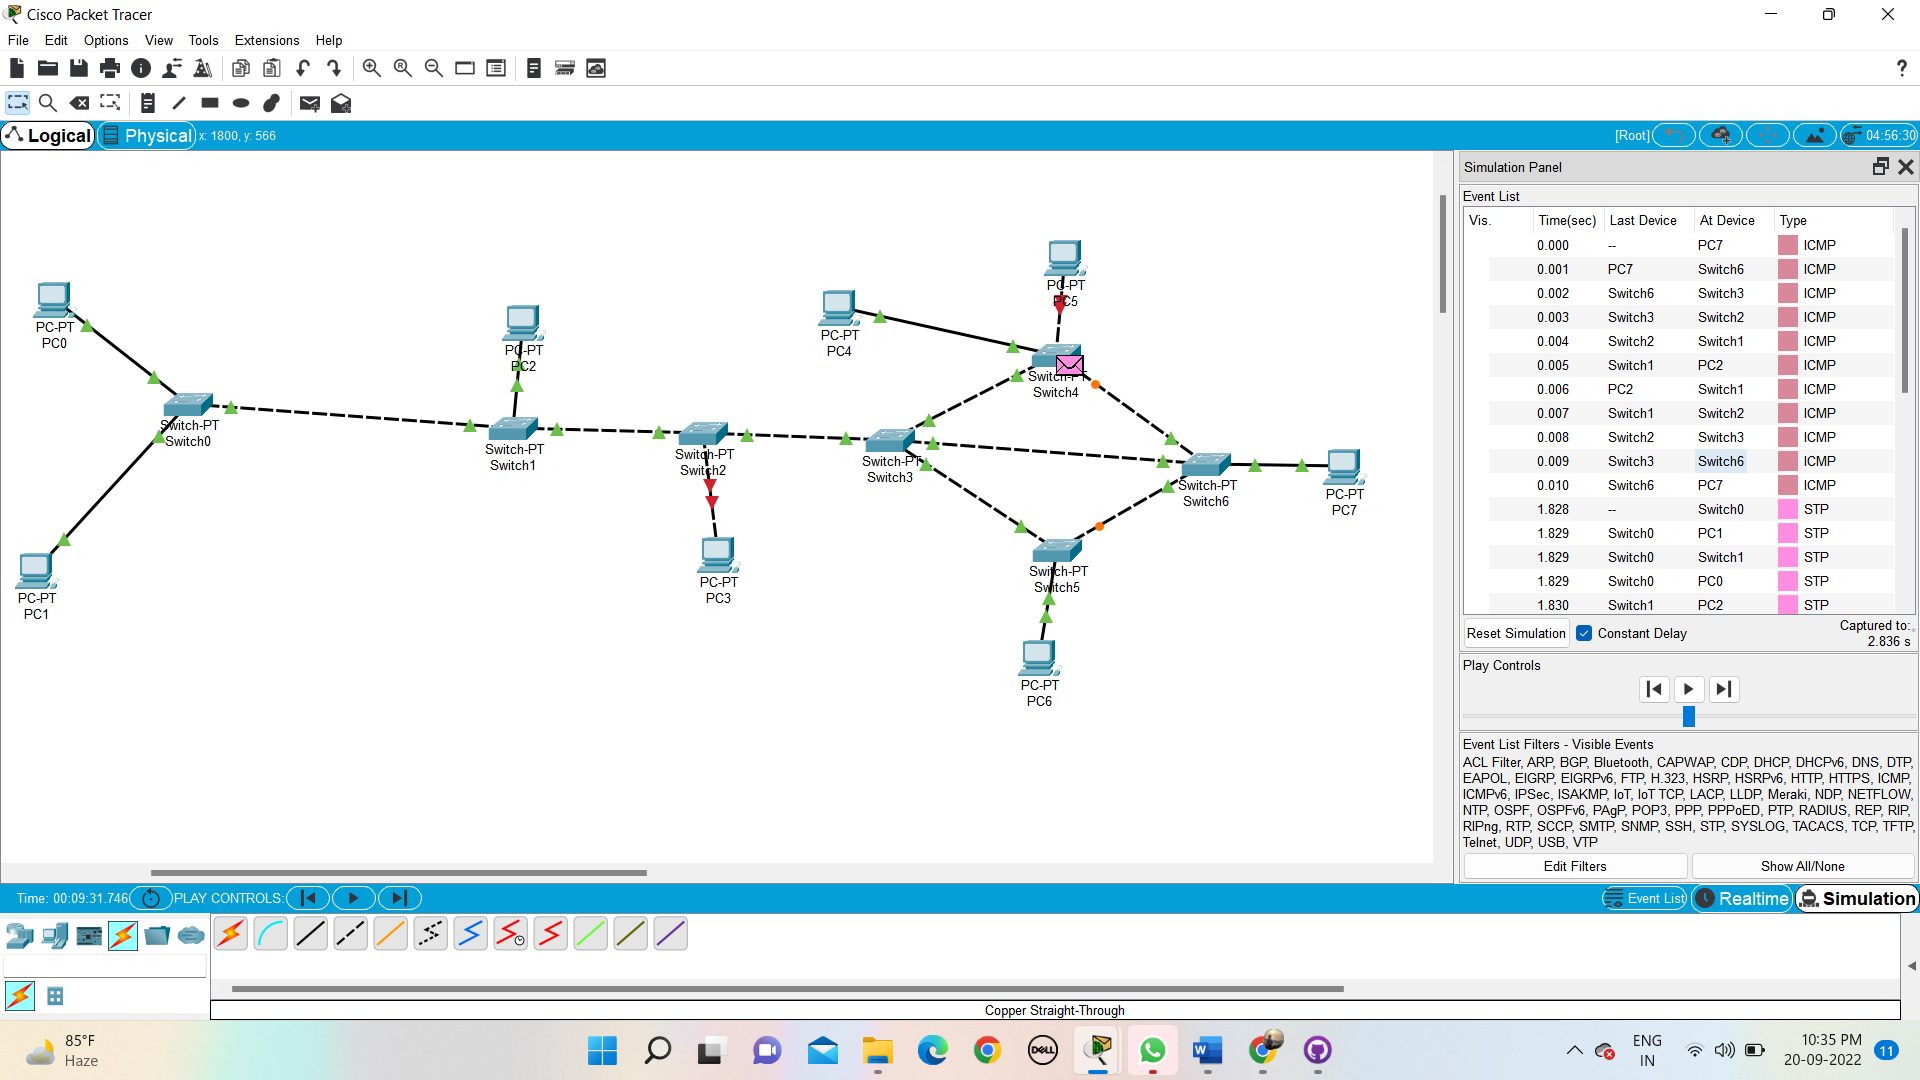 Cisco Packet Tracer
File Edit Options View Tools Extensions Help
Logical Physical x: 1800, y: 566
[Root] 04:56:30
PC-PT
PC0
PC-PT
PC1
Switch-PT
Switch0
PC-PT
PC2
Switch-PT
Switch1
Switch-PT
Switch2
PC-PT
PC3
PC-PT
PC4
PC-PT
PC5
Switch-PT
Switch4
Switch-PT
Switch3
Switch-PT
Switch6
PC-PT
PC7
Switch-PT
Switch5
PC-PT
PC6
Simulation Panel
Event List
Vis. Time(sec) Last Device At Device Type
0.000 -- PC7 ICMP
0.001 PC7 Switch6 ICMP
0.002 Switch6 Switch3 ICMP
0.003 Switch3 Switch2 ICMP
0.004 Switch2 Switch1 ICMP
0.005 Switch1 PC2 ICMP
0.006 PC2 Switch1 ICMP
0.007 Switch1 Switch2 ICMP
0.008 Switch2 Switch3 ICMP
0.009 Switch3 Switch6 ICMP
0.010 Switch6 PC7 ICMP
1.828 -- Switch0 STP
1.829 Switch0 PC1 STP
1.829 Switch0 Switch1 STP
1.829 Switch0 PC0 STP
1.830 Switch1 PC2 STP
Reset Simulation Constant Delay Captured to:
2.836 s
Play Controls
Event List Filters - Visible Events
ACL Filter, ARP, BGP, Bluetooth, CAPWAP, CDP, DHCP, DHCPv6, DNS, DTP,
EAPOL, EIGRP, EIGRPv6, FTP, H.323, HSRP, HSRPv6, HTTP, HTTPS, ICMP,
ICMPv6, IPSec, ISAKMP, IoT, IoT TCP, LACP, LLDP, Meraki, NDP, NETFLOW,
NTP, OSPF, OSPFv6, PAgP, POP3, PPP, PPPoED, PTP, RADIUS, REP, RIP,
RIPng, RTP, SCCP, SMTP, SNMP, SSH, STP, SYSLOG, TACACS, TCP, TFTP,
Telnet, UDP, USB, VTP
Edit Filters Show All/None
Time: 00:09:31.746 PLAY CONTROLS:
Event List Realtime Simulation
Copper Straight-Through
85°F
Haze
DELL
ENG
IN
10:35 PM
20-09-2022
11